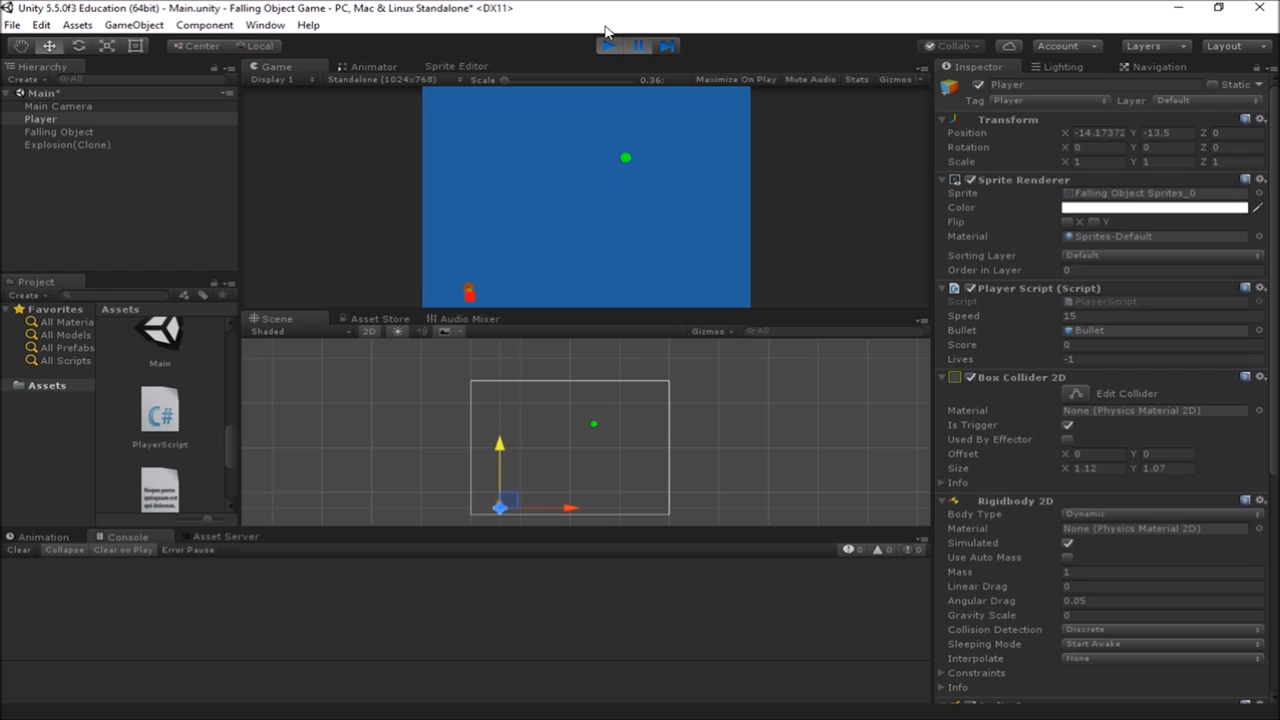 Unity 5.5.0f3 Education (64bit) - Main.unity - Falling Object Game - PC, Mac & Linux Standalone* <DX11>
File Edit Assets GameObject Component Window Help
Center Local Collab Account Layers Layout
Hierarchy
Create All
Main*
Main Camera
Player
Falling Object
Explosion(Clone)
Project
Create
Favorites
All Materia
All Models
All Prefabs
All Scripts
Assets
Assets
Main
C#
PlayerScript
Game Animator Sprite Editor
Display 1 Standalone (1024x768) Scale 0.36: Maximize On Play Mute Audio Stats Gizmos
Scene Asset Store Audio Mixer
Shaded 2D Gizmos All
Animation Console Asset Server
Clear Collapse Clear on Play Error Pause 0 0 0
Inspector Lighting Navigation
Player Static
Tag Player Layer Default
Transform
Position X -14.17372 Y -13.5 Z 0
Rotation X 0 Y 0 Z 0
Scale X 1 Y 1 Z 1
Sprite Renderer
Sprite Falling Object Sprites_0
Color
Flip X Y
Material Sprites-Default
Sorting Layer Default
Order in Layer 0
Player Script (Script)
Script PlayerScript
Speed 15
Bullet Bullet
Score 0
Lives -1
Box Collider 2D
Edit Collider
Material None (Physics Material 2D)
Is Trigger
Used By Effector
Offset X 0 Y 0
Size X 1.12 Y 1.07
Info
Rigidbody 2D
Body Type Dynamic
Material None (Physics Material 2D)
Simulated
Use Auto Mass
Mass 1
Linear Drag 0
Angular Drag 0.05
Gravity Scale 0
Collision Detection Discrete
Sleeping Mode Start Awake
Interpolate None
Constraints
Info